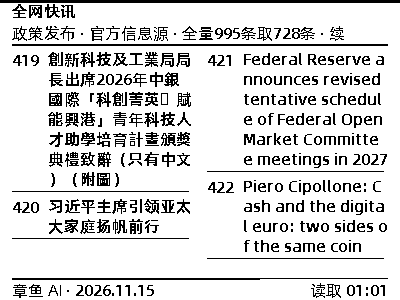 全网快讯
政策发布 · 官方信息源 · 全量995条取728条 · 续
419 創新科技及工業局局
長出席2026年中銀
國際「科創菁英▯ 賦
能興港」青年科技人
才助學培育計畫頒獎
典禮致辭（只有中文
）（附圖）
420 习近平主席引领亚太
大家庭扬帆前行
421 Federal Reserve a
nnounces revised
tentative schedul
e of Federal Open
Market Committe
e meetings in 2027
422 Piero Cipollone: C
ash and the digita
l euro: two sides o
f the same coin
章鱼 AI · 2026.11.15
读取 01:01